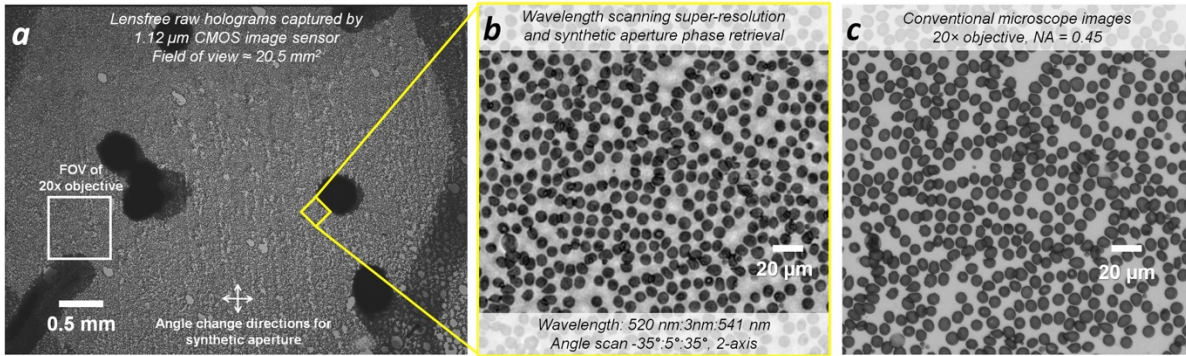 a
Lensfree raw holograms captured by
1.12 μm CMOS image sensor
Field of view ≈ 20.5 mm²
FOV of
20x objective
0.5 mm
Angle change directions for
synthetic aperture
b
Wavelength scanning super-resolution
and synthetic aperture phase retrieval
20 μm
Wavelength: 520 nm:3nm:541 nm
Angle scan -35°:5°:35°, 2-axis
c
Conventional microscope images
20× objective, NA = 0.45
20 μm